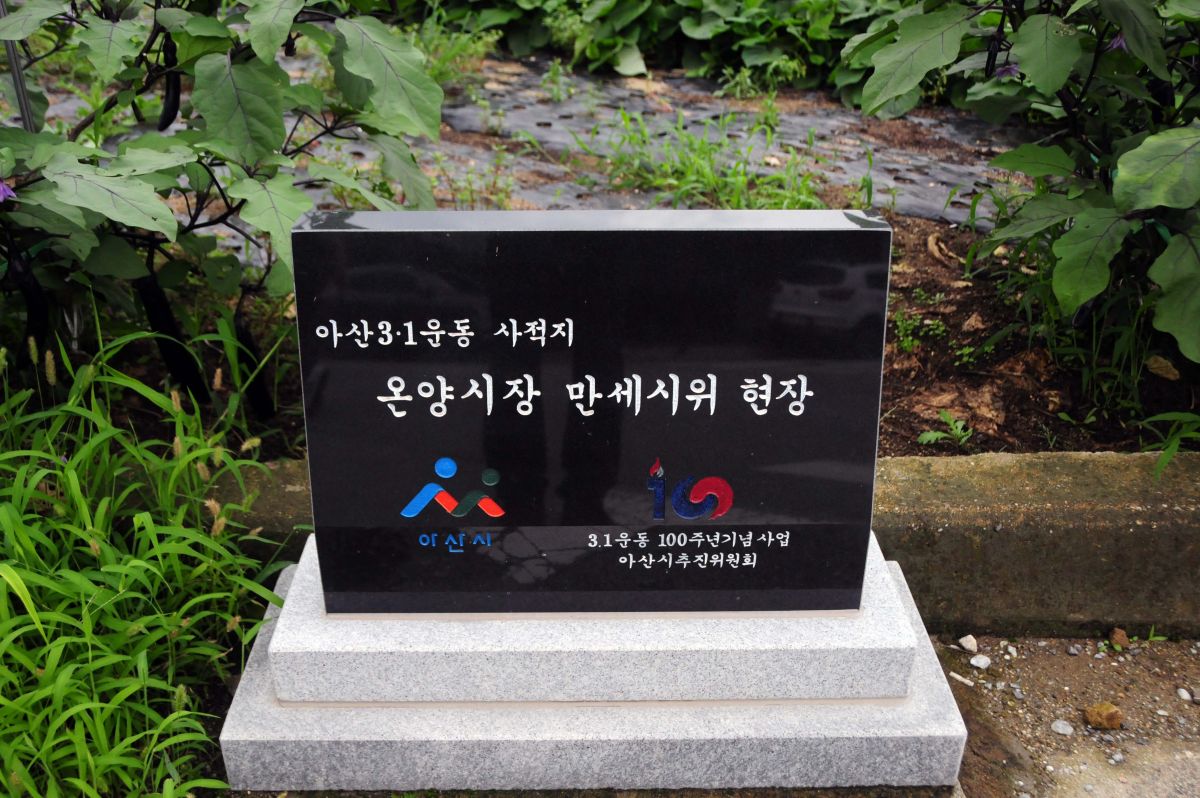 아산3·1운동 사적지
온양시장 만세시위 현장
아산시
100
3.1운동 100주년기념사업
아산시추진위원회